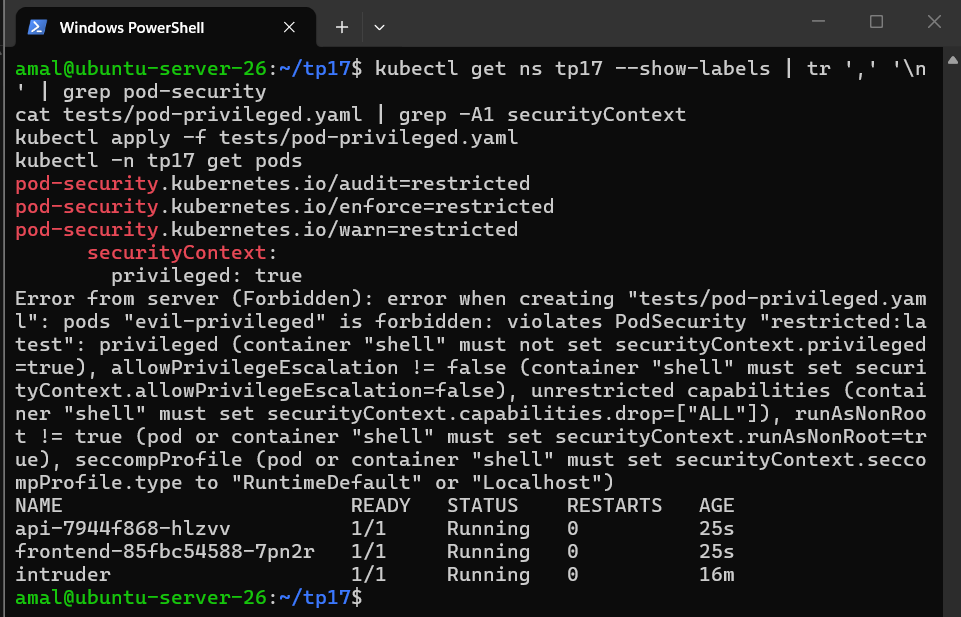 Windows PowerShell
amal@ubuntu-server-26:~/tp17$ kubectl get ns tp17 --show-labels | tr ',' '\n
' | grep pod-security
cat tests/pod-privileged.yaml | grep -A1 securityContext
kubectl apply -f tests/pod-privileged.yaml
kubectl -n tp17 get pods
pod-security.kubernetes.io/audit=restricted
pod-security.kubernetes.io/enforce=restricted
pod-security.kubernetes.io/warn=restricted
      securityContext:
        privileged: true
Error from server (Forbidden): error when creating "tests/pod-privileged.yam
l": pods "evil-privileged" is forbidden: violates PodSecurity "restricted:la
test": privileged (container "shell" must not set securityContext.privileged
=true), allowPrivilegeEscalation != false (container "shell" must set securi
tyContext.allowPrivilegeEscalation=false), unrestricted capabilities (contai
ner "shell" must set securityContext.capabilities.drop=["ALL"]), runAsNonRoo
t != true (pod or container "shell" must set securityContext.runAsNonRoot=tr
ue), seccompProfile (pod or container "shell" must set securityContext.secco
mpProfile.type to "RuntimeDefault" or "Localhost")
NAME                        READY   STATUS    RESTARTS   AGE
api-7944f868-hlzvv          1/1     Running   0          25s
frontend-85fbc54588-7pn2r   1/1     Running   0          25s
intruder                    1/1     Running   0          16m
amal@ubuntu-server-26:~/tp17$